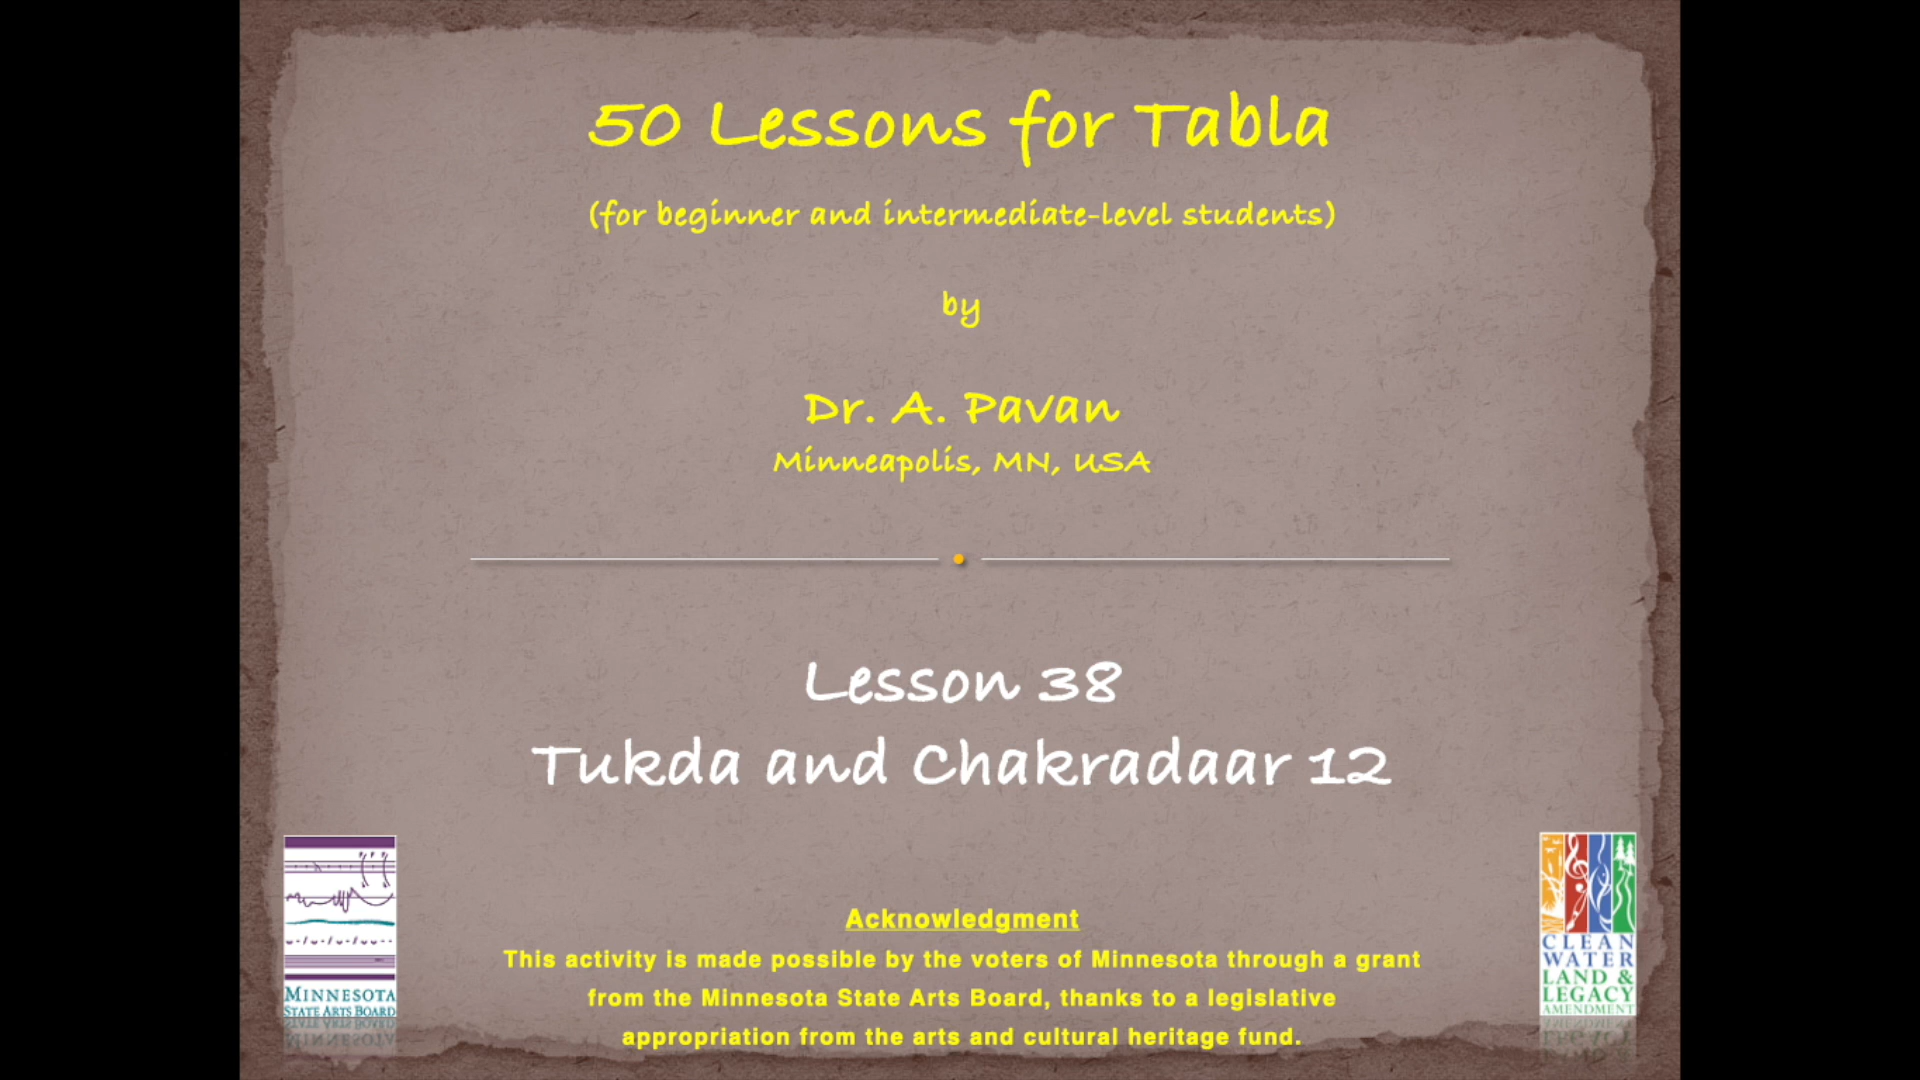 50 Lessons for Tabla
(for beginner and intermediate-level students)
by
Dr. A. Pavan
Minneapolis, MN, USA
Lesson 38
Tukda and Chakradaar 12
MINNESOTA
STATE ARTS BOARD
CLEAN
WATER
LAND &
LEGACY
AMENDMENT
Acknowledgment
This activity is made possible by the voters of Minnesota through a grant
from the Minnesota State Arts Board, thanks to a legislative
appropriation from the arts and cultural heritage fund.